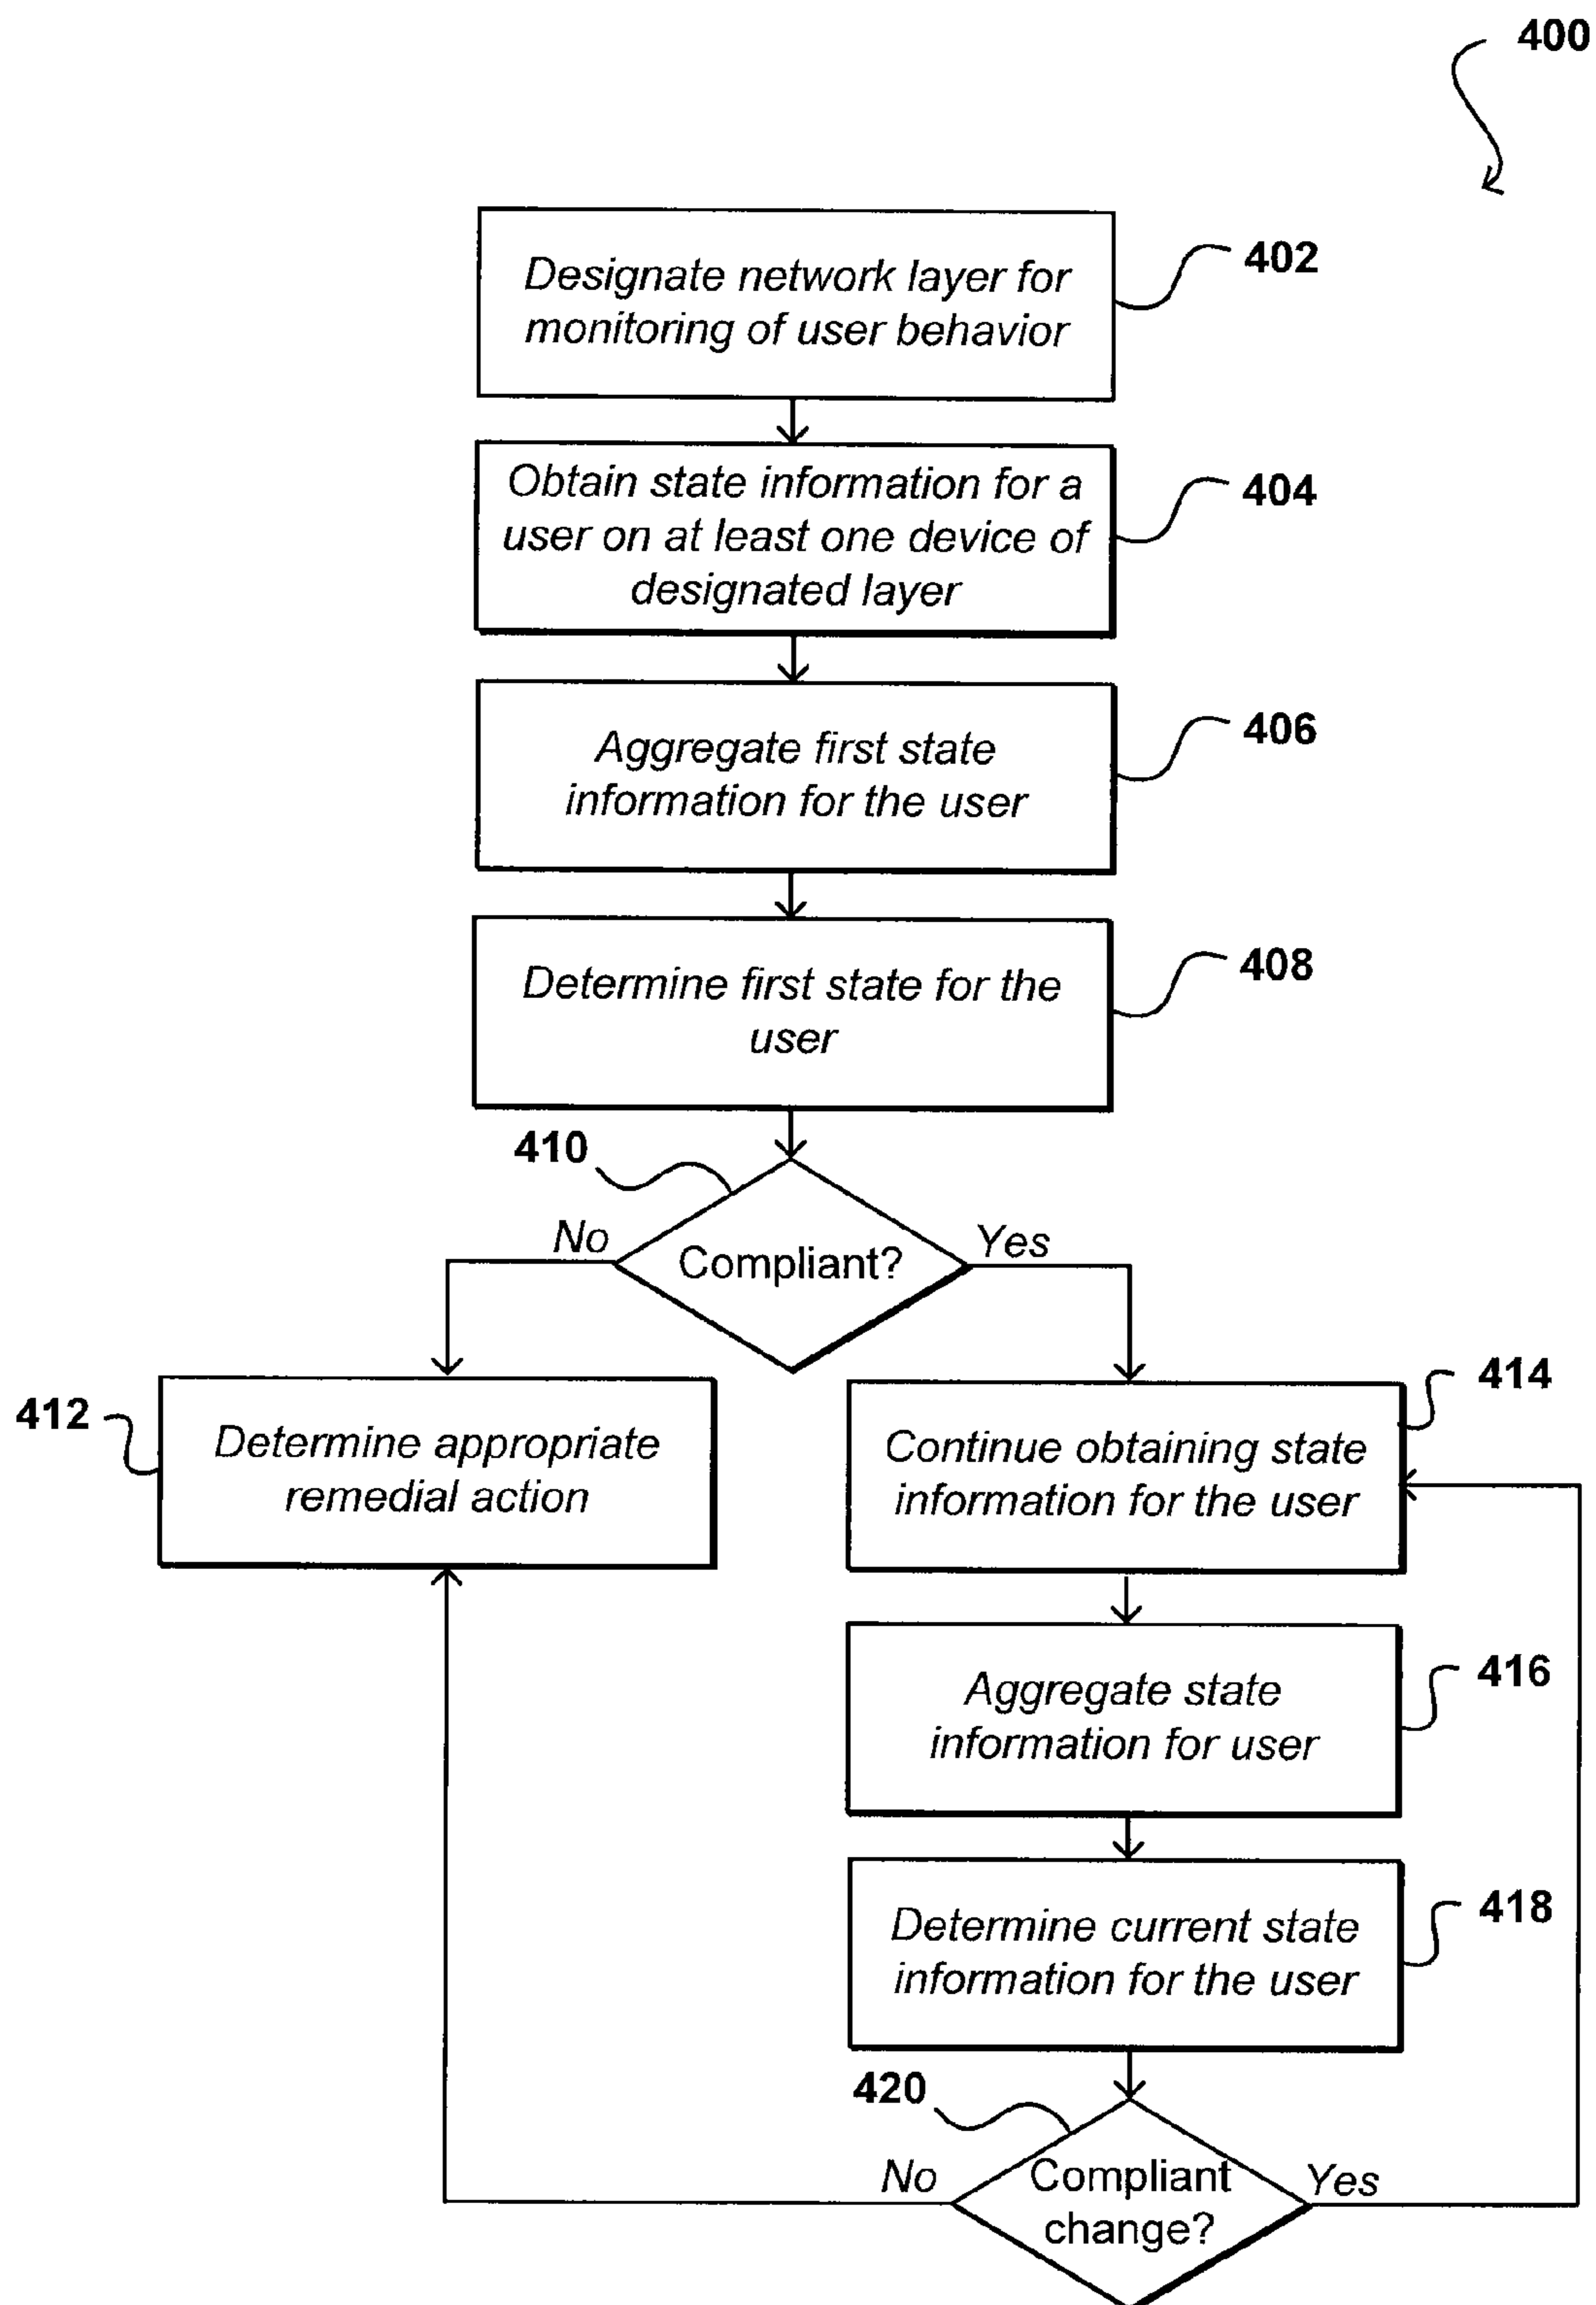 400
Designate network layer for
monitoring of user behavior
402
Obtain state information for a
user on at least one device of
designated layer
404
Aggregate first state
information for the user
406
Determine first state for the
user
408
410
No
Compliant?
Yes
412
Determine appropriate
remedial action
414
Continue obtaining state
information for the user
Aggregate state
information for user
416
Determine current state
information for the user
418
420
No
Compliant
change?
Yes